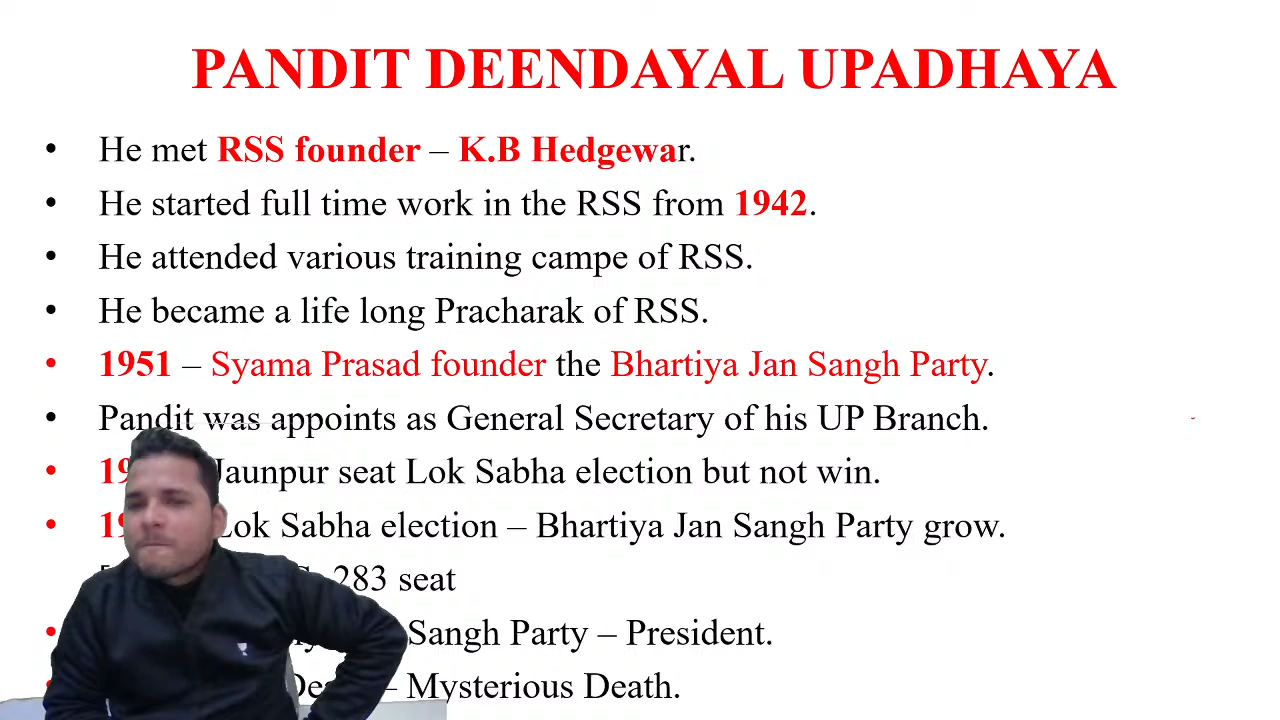 PANDIT DEENDAYAL UPADHAYA
• He met RSS founder – K.B Hedgewar.
• He started full time work in the RSS from 1942.
• He attended various training campe of RSS.
• He became a life long Pracharak of RSS.
• 1951 – Syama Prasad founder the Bhartiya Jan Sangh Party.
• Pandit was appoints as General Secretary of his UP Branch.
• Jaunpur seat Lok Sabha election but not win.
• Lok Sabha election – Bhartiya Jan Sangh Party grow.
283 seat
• Sangh Party – President.
• – Mysterious Death.